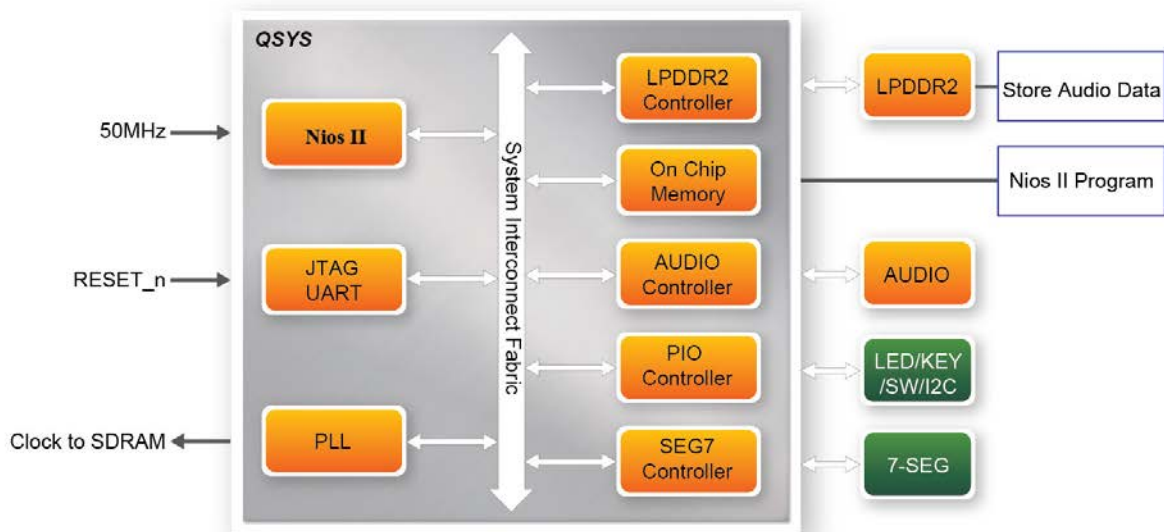 QSYS
50MHz
Nios II
RESET_n
JTAG
UART
Clock to SDRAM
PLL
System Interconnect Fabric
LPDDR2
Controller
On Chip
Memory
AUDIO
Controller
PIO
Controller
SEG7
Controller
LPDDR2
Store Audio Data
Nios II Program
AUDIO
LED/KEY
/SW/I2C
7-SEG